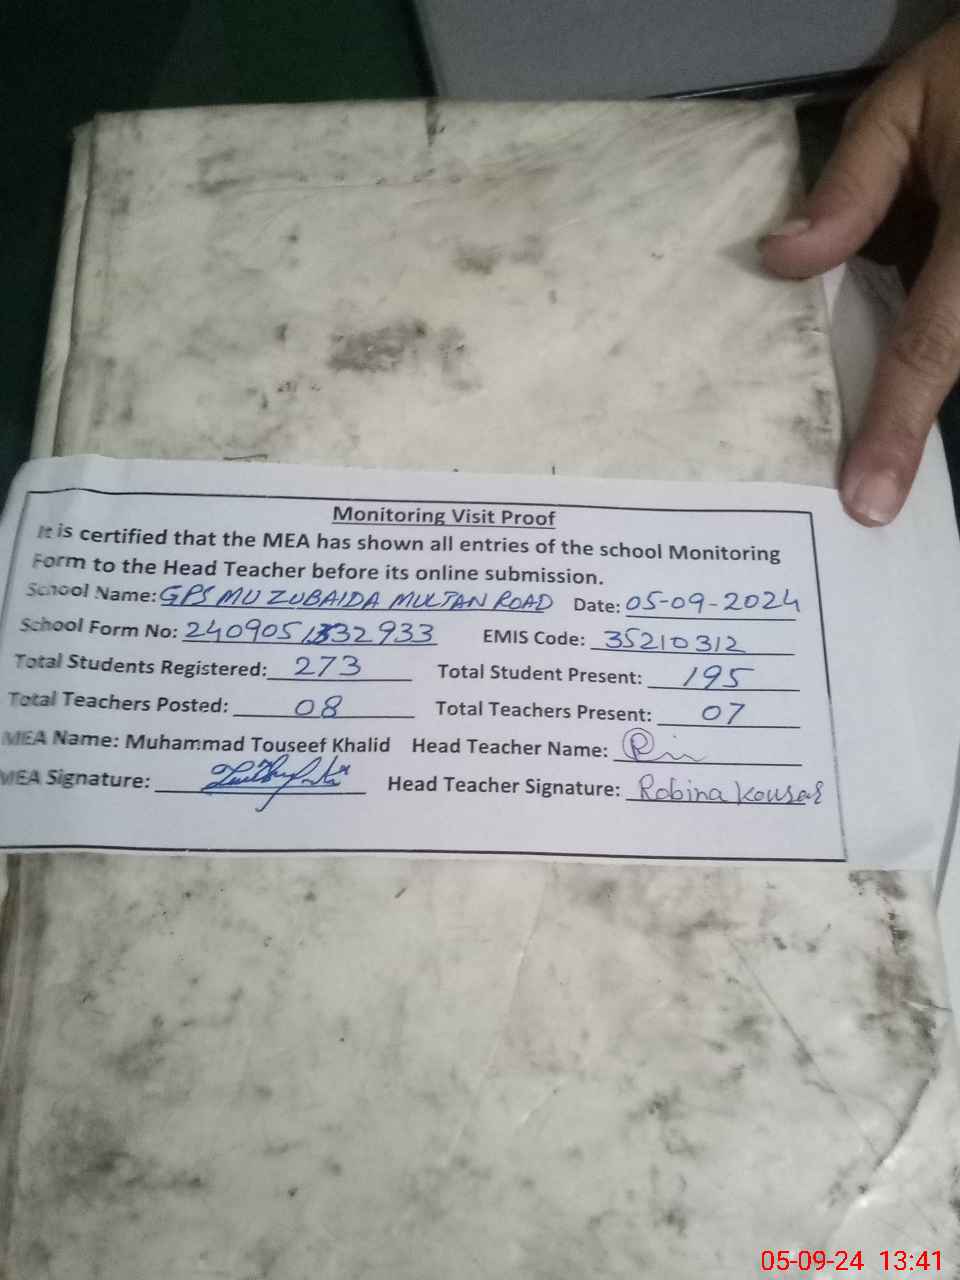 Monitoring Visit Proof
It is certified that the MEA has shown all entries of the school Monitoring
Form to the Head Teacher before its online submission.
School Name: GPS MU ZUBAIDA MULTAN ROAD Date: 05-09-2024
School Form No: EMIS Code: 35210312
Total Students Registered: 273 Total Student Present: 195
Total Teachers Posted: 08 Total Teachers Present: 07
MEA Name: Muhammad Touseef Khalid Head Teacher Name:
MEA Signature: Head Teacher Signature: Robina Kousar
05-09-24 13:41